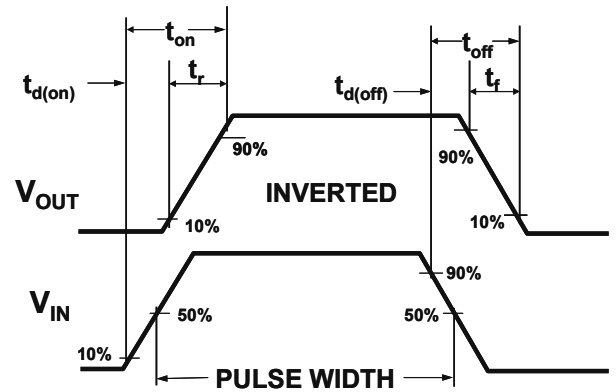 t_on
t_off
t_d(on)
t_r
t_d(off)
t_f
90%
90%
V_OUT
INVERTED
10%
10%
90%
V_IN
50%
50%
10%
PULSE WIDTH